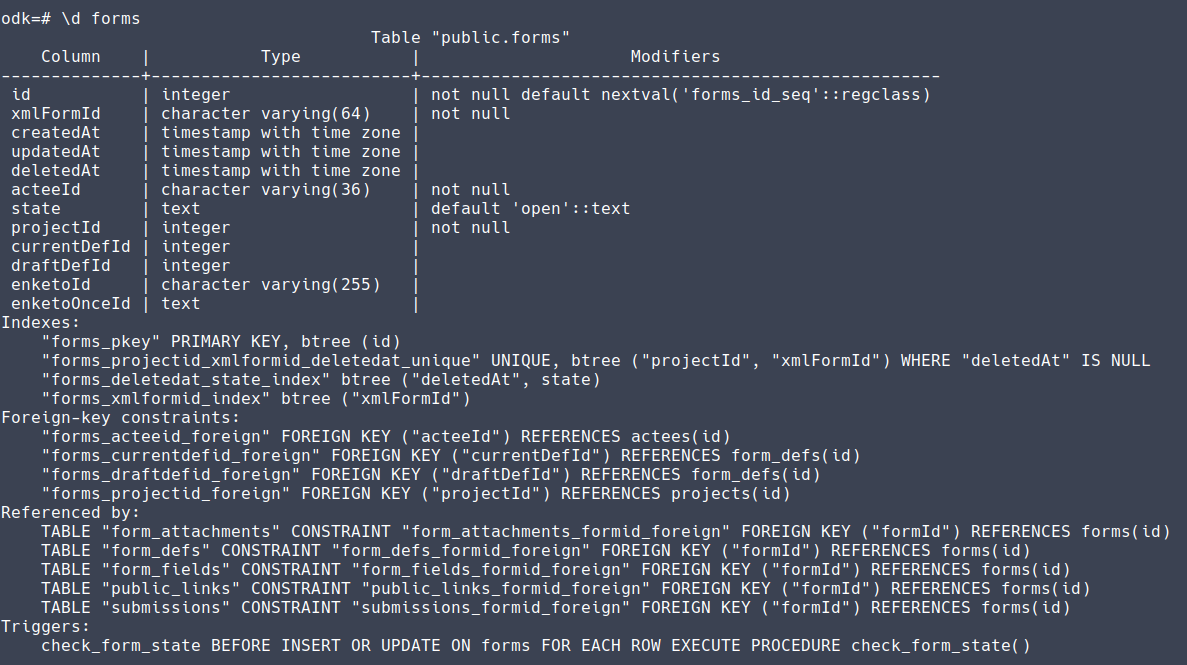 odk=# \d forms
                                     Table "public.forms"
    Column    |           Type           |                     Modifiers
--------------+--------------------------+----------------------------------------------------
 id           | integer                  | not null default nextval('forms_id_seq'::regclass)
 xmlFormId    | character varying(64)    | not null
 createdAt    | timestamp with time zone |
 updatedAt    | timestamp with time zone |
 deletedAt    | timestamp with time zone |
 acteeId      | character varying(36)    | not null
 state        | text                     | default 'open'::text
 projectId    | integer                  | not null
 currentDefId | integer                  |
 draftDefId   | integer                  |
 enketoId     | character varying(255)   |
 enketoOnceId | text                     |
Indexes:
    "forms_pkey" PRIMARY KEY, btree (id)
    "forms_projectid_xmlformid_deletedat_unique" UNIQUE, btree ("projectId", "xmlFormId") WHERE "deletedAt" IS NULL
    "forms_deletedat_state_index" btree ("deletedAt", state)
    "forms_xmlformid_index" btree ("xmlFormId")
Foreign-key constraints:
    "forms_acteeid_foreign" FOREIGN KEY ("acteeId") REFERENCES actees(id)
    "forms_currentdefid_foreign" FOREIGN KEY ("currentDefId") REFERENCES form_defs(id)
    "forms_draftdefid_foreign" FOREIGN KEY ("draftDefId") REFERENCES form_defs(id)
    "forms_projectid_foreign" FOREIGN KEY ("projectId") REFERENCES projects(id)
Referenced by:
    TABLE "form_attachments" CONSTRAINT "form_attachments_formid_foreign" FOREIGN KEY ("formId") REFERENCES forms(id)
    TABLE "form_defs" CONSTRAINT "form_defs_formid_foreign" FOREIGN KEY ("formId") REFERENCES forms(id)
    TABLE "form_fields" CONSTRAINT "form_fields_formid_foreign" FOREIGN KEY ("formId") REFERENCES forms(id)
    TABLE "public_links" CONSTRAINT "public_links_formid_foreign" FOREIGN KEY ("formId") REFERENCES forms(id)
    TABLE "submissions" CONSTRAINT "submissions_formid_foreign" FOREIGN KEY ("formId") REFERENCES forms(id)
Triggers:
    check_form_state BEFORE INSERT OR UPDATE ON forms FOR EACH ROW EXECUTE PROCEDURE check_form_state()